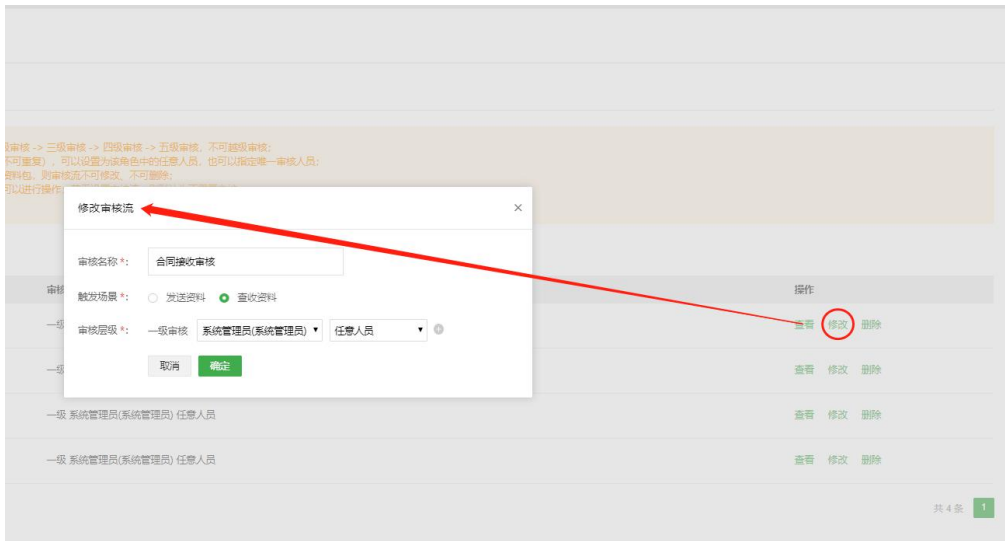 级审核 -> 三级审核 -> 四级审核 -> 五级审核，不可越级审核；
不可重复），可以设置为该角色中的任意人员，也可以指定唯一审核人员；
资料包，则审核流不可修改、不可删除；
可以进行操作
修改审核流 ×
审核名称 *： 合同接收审核
触发场景 *： 发送资料 查收资料
审核层级 *： 一级审核 系统管理员(系统管理员) 任意人员
取消 确定
审核 操作
一级 查看 修改 删除
一级 查看 修改 删除
一级 系统管理员(系统管理员) 任意人员 查看 修改 删除
一级 系统管理员(系统管理员) 任意人员 查看 修改 删除
共 4 条 1